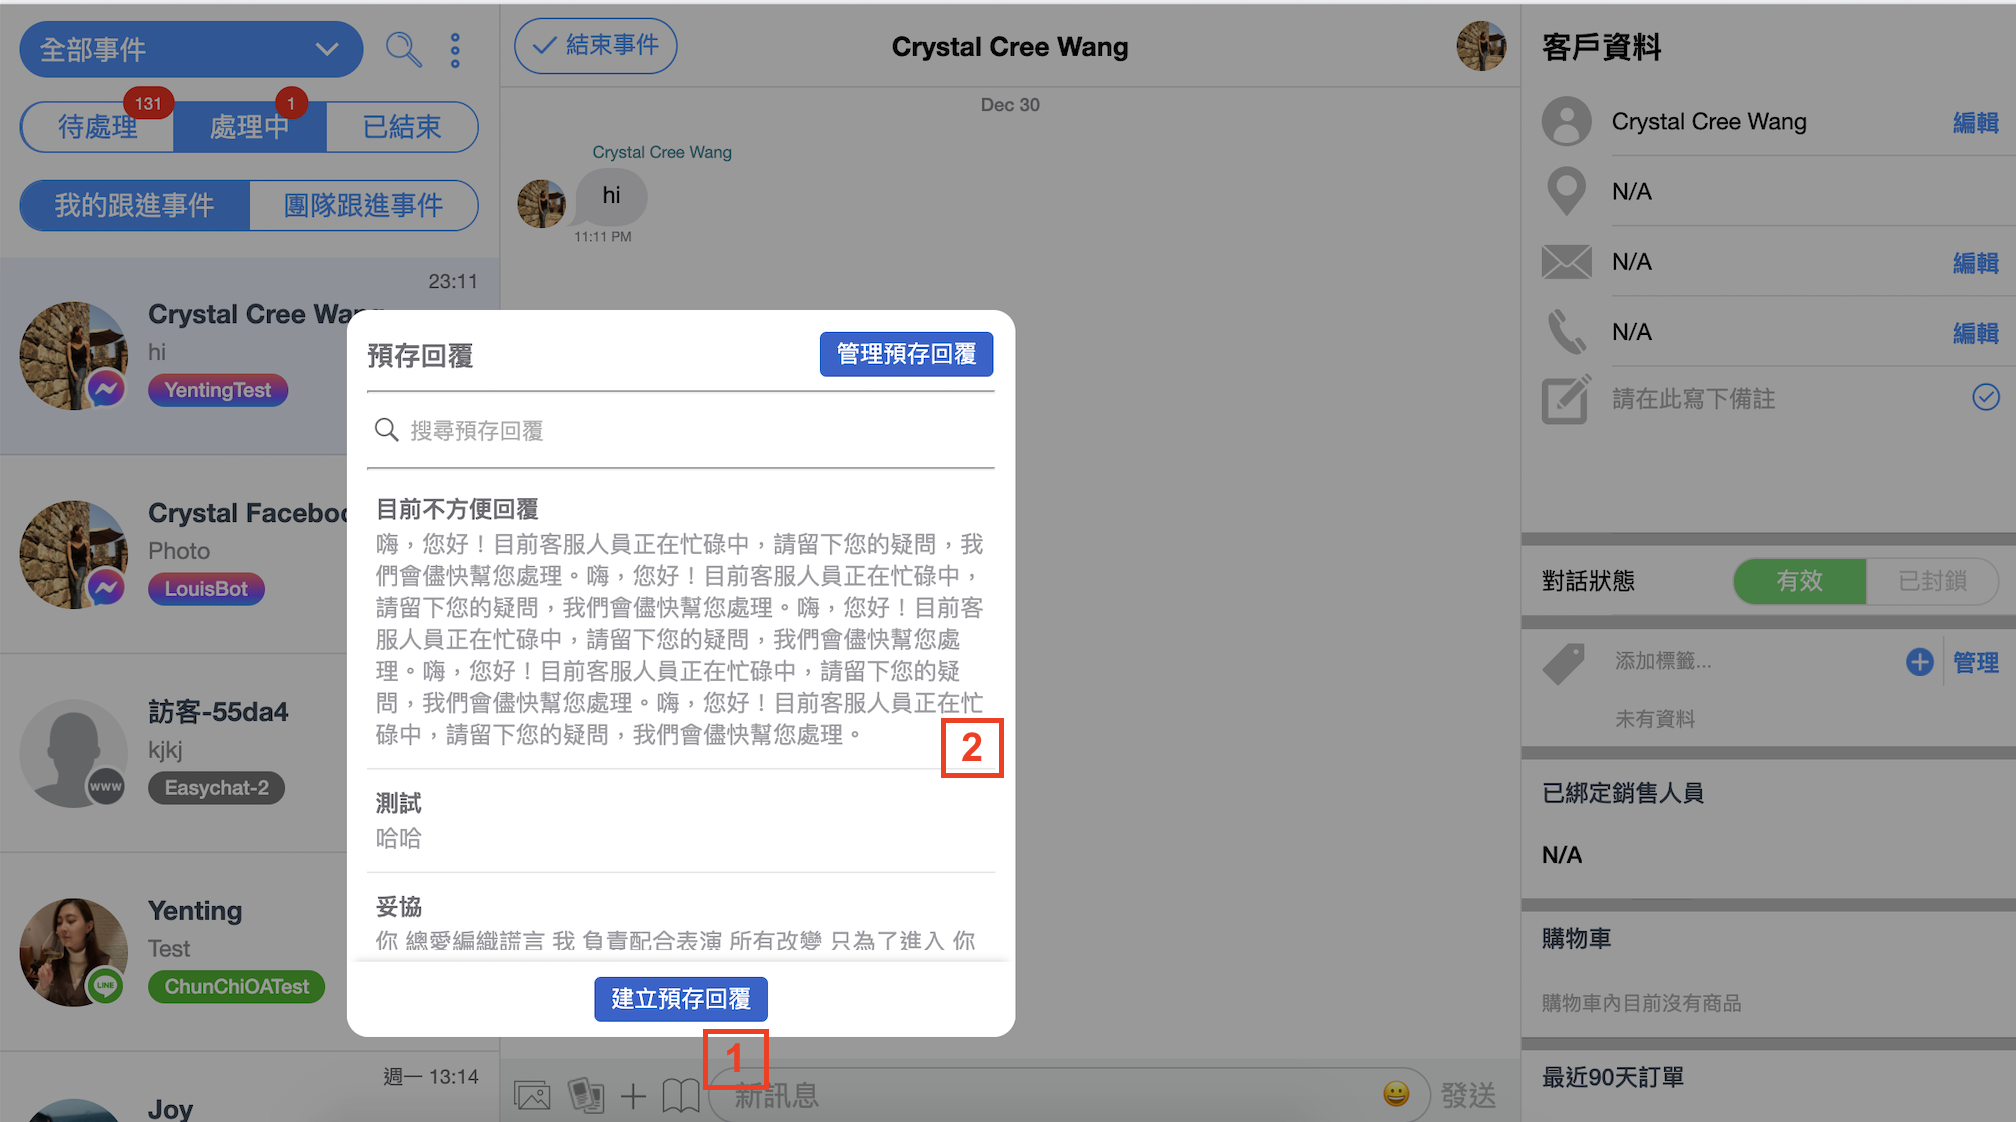 全部事件
待處理
131
處理中
1
已結束
我的跟進事件
團隊跟進事件
23:11
Crystal Cree Wang
hi
YentingTest
Crystal Facebo
Photo
LouisBot
訪客-55da4
kjkj
www
Easychat-2
Yenting
Test
LINE
ChunChiOATest
週一 13:14
Joy
結束事件
Crystal Cree Wang
Dec 30
Crystal Cree Wang
hi
11:11 PM
預存回覆
管理預存回覆
搜尋預存回覆
目前不方便回覆
嗨，您好！目前客服人員正在忙碌中，請留下您的疑問，我
們會儘快幫您處理。嗨，您好！目前客服人員正在忙碌中，
請留下您的疑問，我們會儘快幫您處理。嗨，您好！目前客
服人員正在忙碌中，請留下您的疑問，我們會儘快幫您處
理。嗨，您好！目前客服人員正在忙碌中，請留下您的疑
問，我們會儘快幫您處理。嗨，您好！目前客服人員正在忙
碌中，請留下您的疑問，我們會儘快幫您處理。
2
測試
哈哈
妥協
你 總愛編織謊言 我 負責配合表演 所有改變 只為了進入 你
建立預存回覆
1
新訊息
發送
客戶資料
Crystal Cree Wang
編輯
N/A
N/A
編輯
N/A
編輯
請在此寫下備註
對話狀態
有效
已封鎖
添加標籤...
管理
未有資料
已綁定銷售人員
N/A
購物車
購物車內目前沒有商品
最近90天訂單